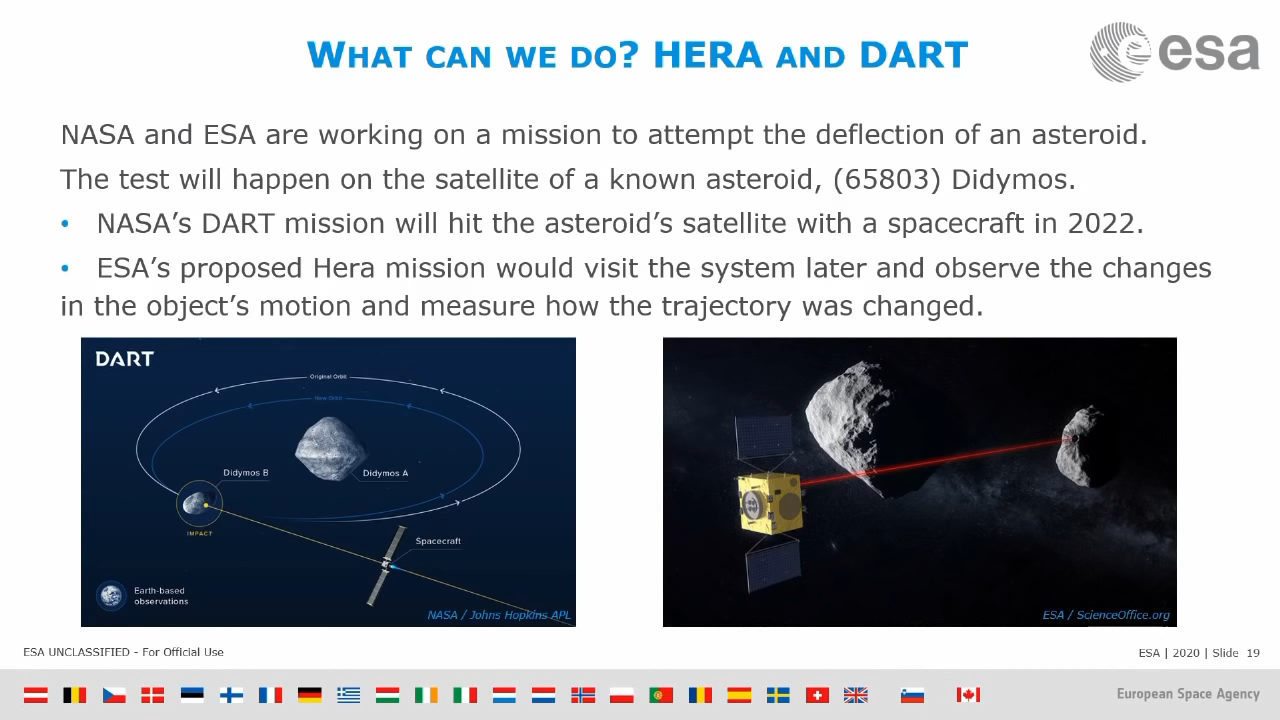 WHAT CAN WE DO? HERA AND DART
esa
NASA and ESA are working on a mission to attempt the deflection of an asteroid.
The test will happen on the satellite of a known asteroid, (65803) Didymos.
• NASA’s DART mission will hit the asteroid’s satellite with a spacecraft in 2022.
• ESA’s proposed Hera mission would visit the system later and observe the changes
in the object’s motion and measure how the trajectory was changed.
DART
Original Orbit
New Orbit
Didymos B
Didymos A
IMPACT
Spacecraft
Earth-based
observations
NASA / Johns Hopkins APL
ESA / ScienceOffice.org
ESA UNCLASSIFIED - For Official Use
ESA | 2020 | Slide 19
European Space Agency